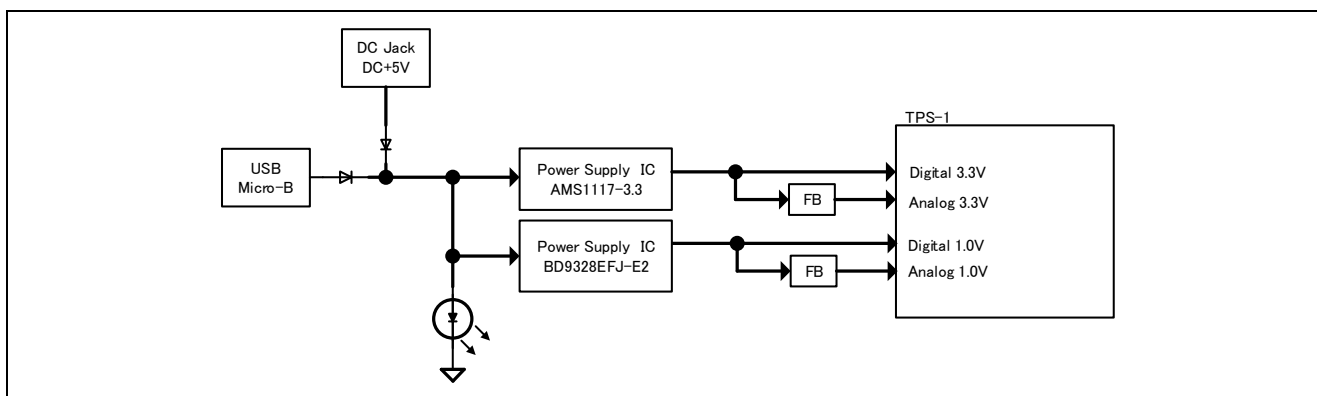 DC Jack
DC+5V
USB
Micro-B
Power Supply IC
AMS1117-3.3
Power Supply IC
BD9328EFJ-E2
FB
FB
TPS-1
Digital 3.3V
Analog 3.3V
Digital 1.0V
Analog 1.0V